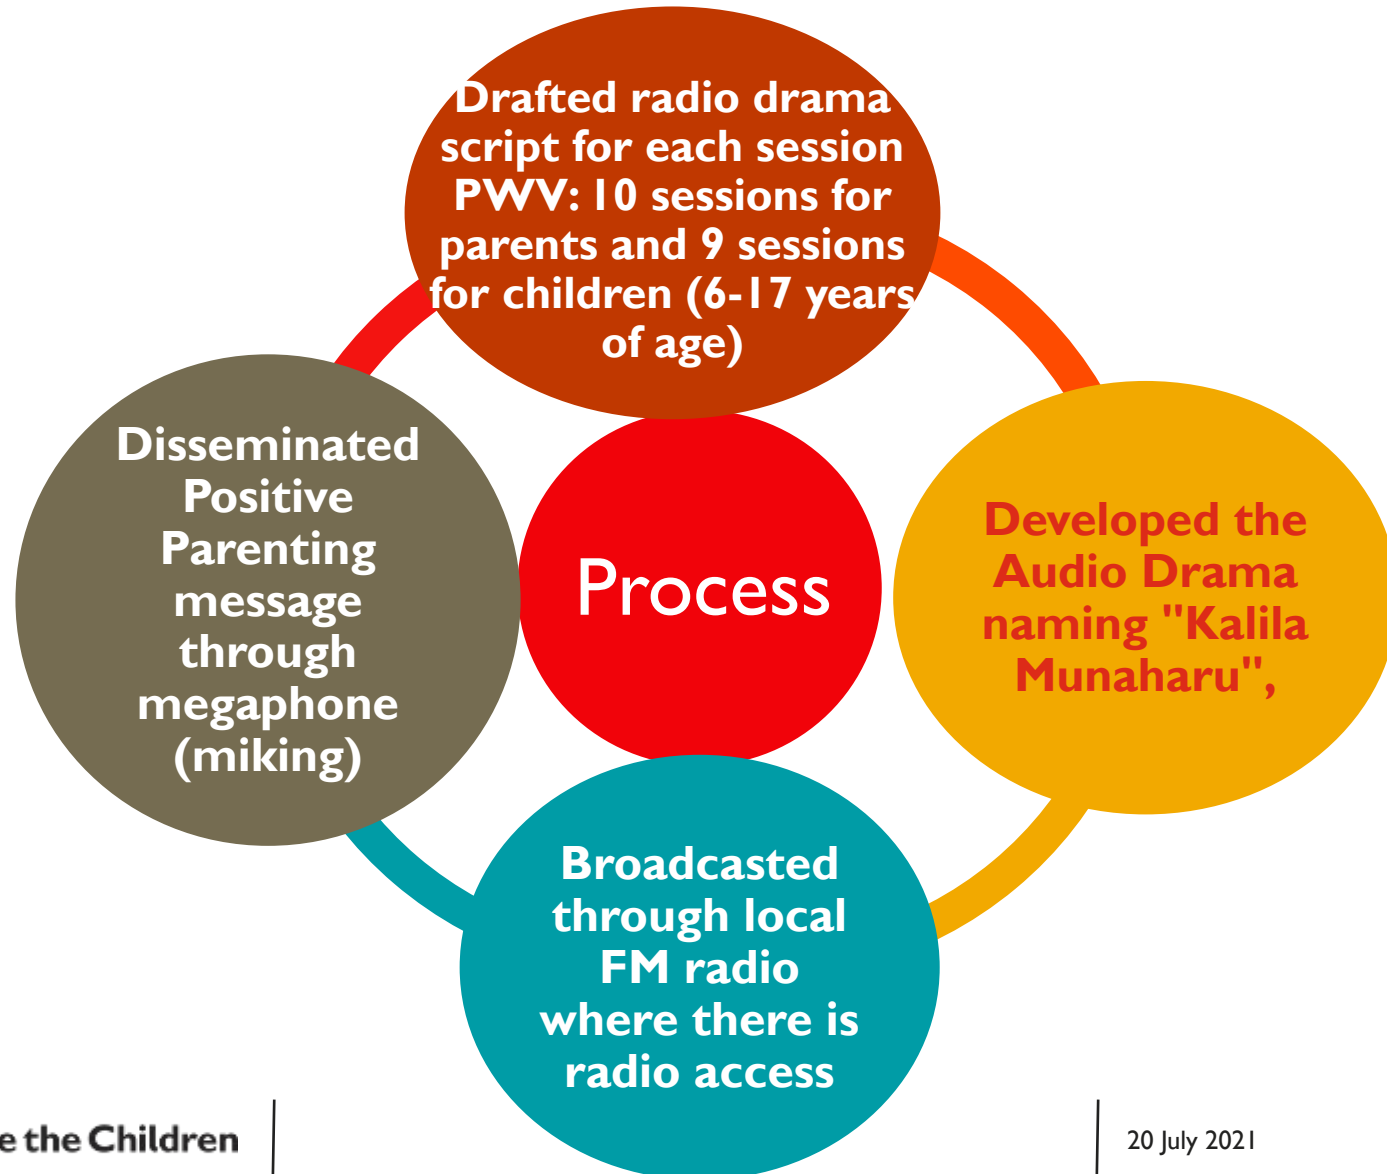 Drafted radio drama
script for each session
PWV: 10 sessions for
parents and 9 sessions
for children (6-17 years
of age)
Developed the
Audio Drama
naming "Kalila
Munaharu",
Broadcasted
through local
FM radio
where there is
radio access
Disseminated
Positive
Parenting
message
through
megaphone
(miking)
Process
e the Children
20 July 2021